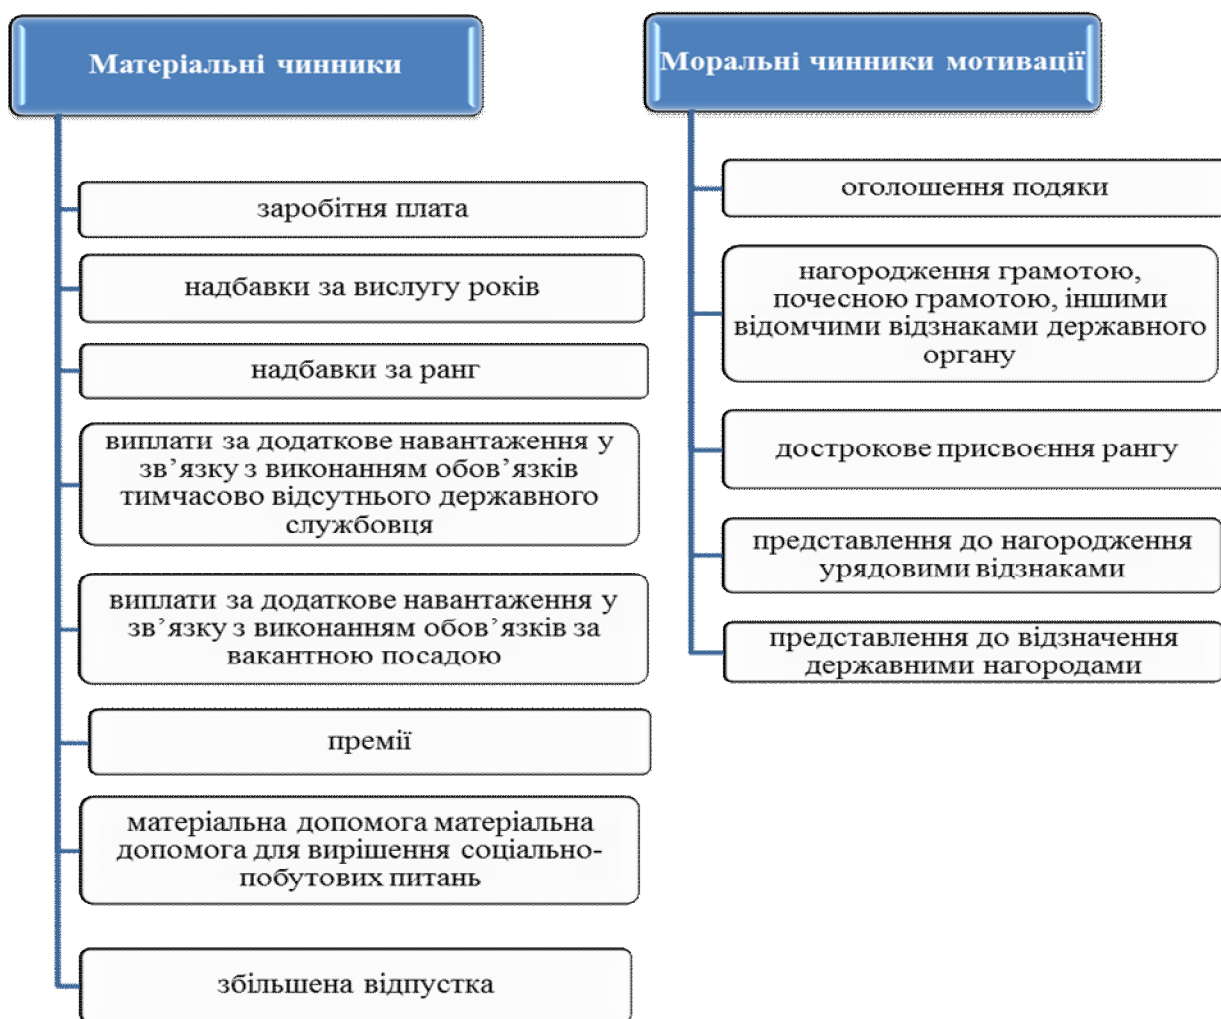 Матеріальні чинники
заробітня плата
надбавки за вислугу років
надбавки за ранг
виплати за додаткове навантаження у
зв’язку з виконанням обов’язків
тимчасово відсутнього державного
службовця
виплати за додаткове навантаження у
зв’язку з виконанням обов’язків за
вакантною посадою
премії
матеріальна допомога матеріальна
допомога для вирішення соціально-
побутових питань
збільшена відпустка
Моральні чинники мотивації
оголошення подяки
нагородження грамотою,
почесною грамотою, іншими
відомчими відзнаками державного
органу
дострокове присвоєння рангу
представлення до нагородження
урядовими відзнаками
представлення до відзначення
державними нагородами